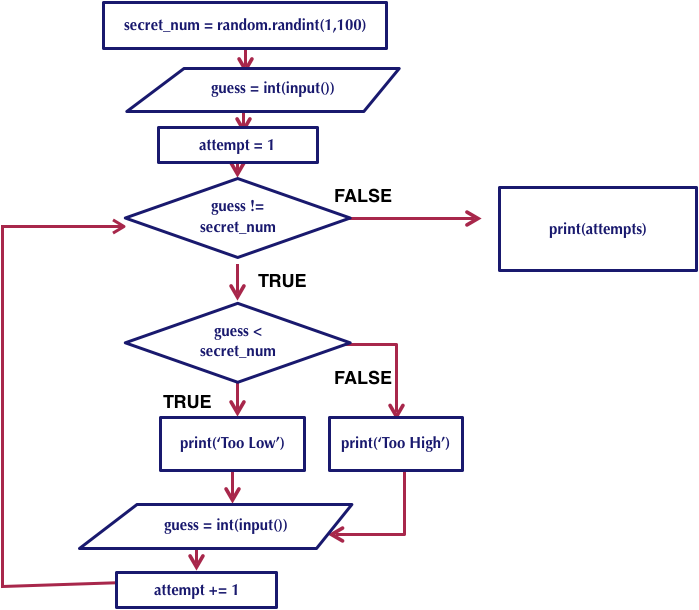 secret_num = random.randint(1,100)
guess = int(input())
attempt = 1
guess !=
secret_num
FALSE
print(attempts)
TRUE
guess <
secret_num
FALSE
TRUE
print(‘Too Low’)
print(‘Too High’)
guess = int(input())
attempt += 1